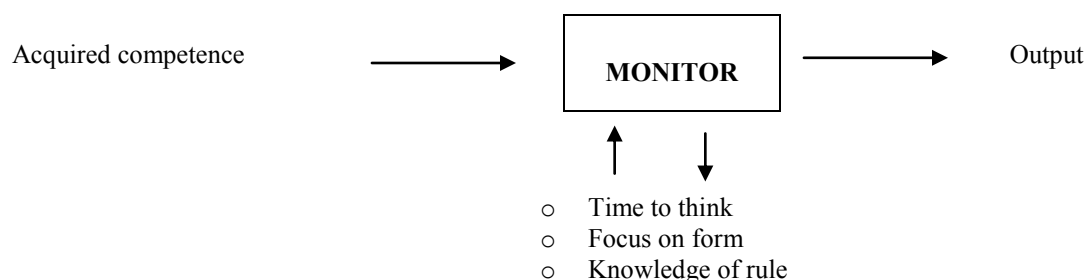 Acquired competence
MONITOR
Output
o Time to think
o Focus on form
o Knowledge of rule